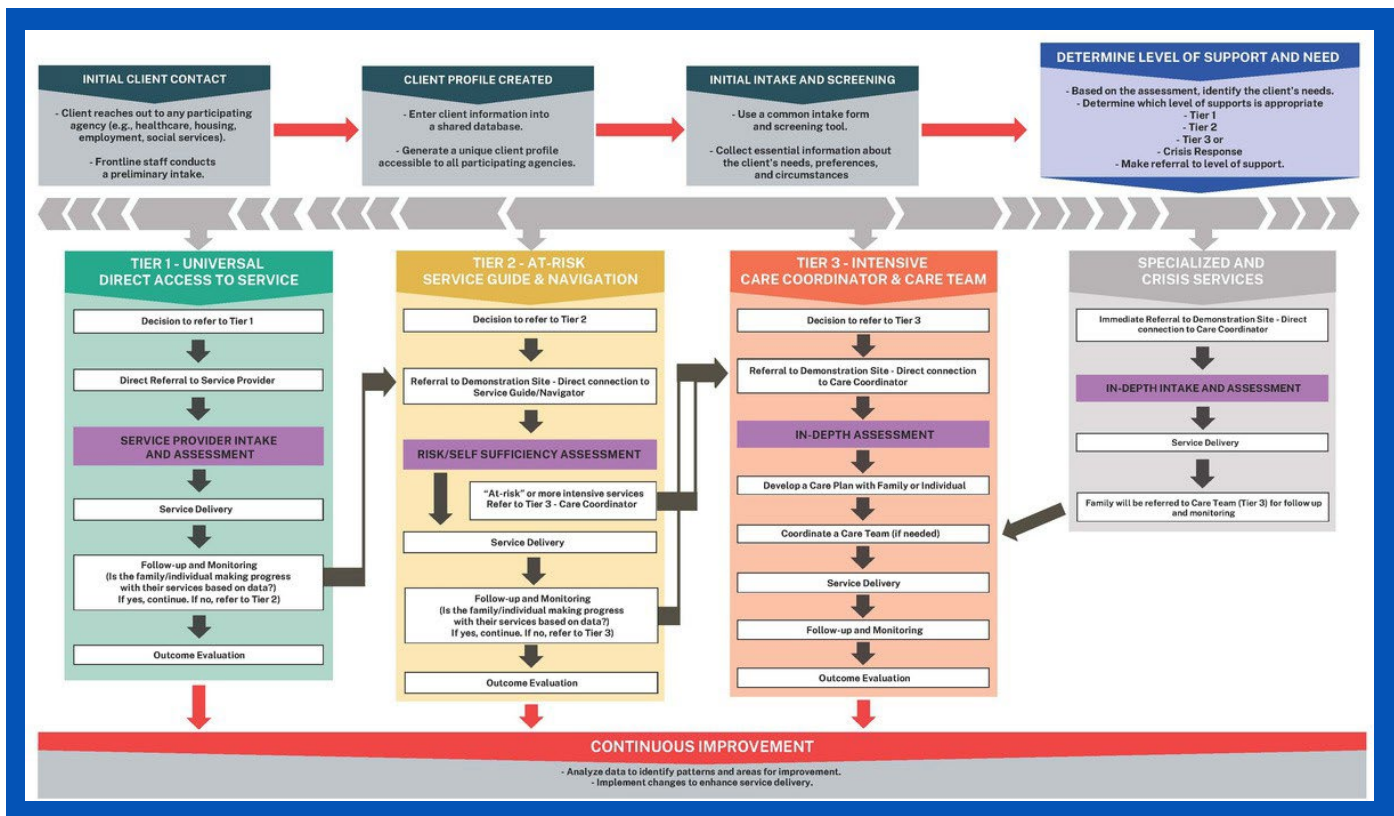 INITIAL CLIENT CONTACT
- Client reaches out to any participating
agency (e.g., healthcare, housing,
employment, social services).
- Frontline staff conducts
a preliminary intake.
CLIENT PROFILE CREATED
- Enter client information into
a shared database.
- Generate a unique client profile
accessible to all participating agencies.
INITIAL INTAKE AND SCREENING
- Use a common intake form
and screening tool.
- Collect essential information about
the client's needs, preferences,
and circumstances
DETERMINE LEVEL OF SUPPORT AND NEED
- Based on the assessment, identify the client's needs.
- Determine which level of supports is appropriate
- Tier 1
- Tier 2
- Tier 3 or
- Crisis Response
- Make referral to level of support.
TIER 1 - UNIVERSAL
DIRECT ACCESS TO SERVICE
Decision to refer to Tier 1
Direct Referral to Service Provider
SERVICE PROVIDER INTAKE
AND ASSESSMENT
Service Delivery
Follow-up and Monitoring
(Is the family/individual making progress
with their services based on data?)
If yes, continue. If no, refer to Tier 2)
Outcome Evaluation
TIER 2 - AT-RISK
SERVICE GUIDE & NAVIGATION
Decision to refer to Tier 2
Referral to Demonstration Site - Direct connection to
Service Guide/Navigator
RISK/SELF SUFFICIENCY ASSESSMENT
"At-risk" or more intensive services
Refer to Tier 3 - Care Coordinator
Service Delivery
Follow-up and Monitoring
(Is the family/individual making progress
with their services based on data?)
If yes, continue. If no, refer to Tier 3)
Outcome Evaluation
TIER 3 - INTENSIVE
CARE COORDINATOR & CARE TEAM
Decision to refer to Tier 3
Referral to Demonstration Site - Direct connection
to Care Coordinator
IN-DEPTH ASSESSMENT
Develop a Care Plan with Family or Individual
Coordinate a Care Team (if needed)
Service Delivery
Follow-up and Monitoring
Outcome Evaluation
SPECIALIZED AND
CRISIS SERVICES
Immediate Referral to Demonstration Site - Direct
connection to Care Coordinator
IN-DEPTH INTAKE AND ASSESSMENT
Service Delivery
Family will be referred to Care Team (Tier 3) for follow up
and monitoring
CONTINUOUS IMPROVEMENT
- Analyze data to identify patterns and areas for improvement.
- Implement changes to enhance service delivery.